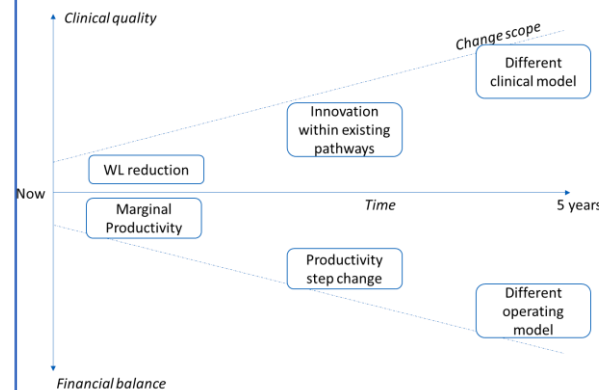 Clinical quality
Change scope
Different
clinical model
Innovation
within existing
pathways
WL reduction
Now
Time
5 years
Marginal
Productivity
Productivity
step change
Different
operating
model
Financial balance